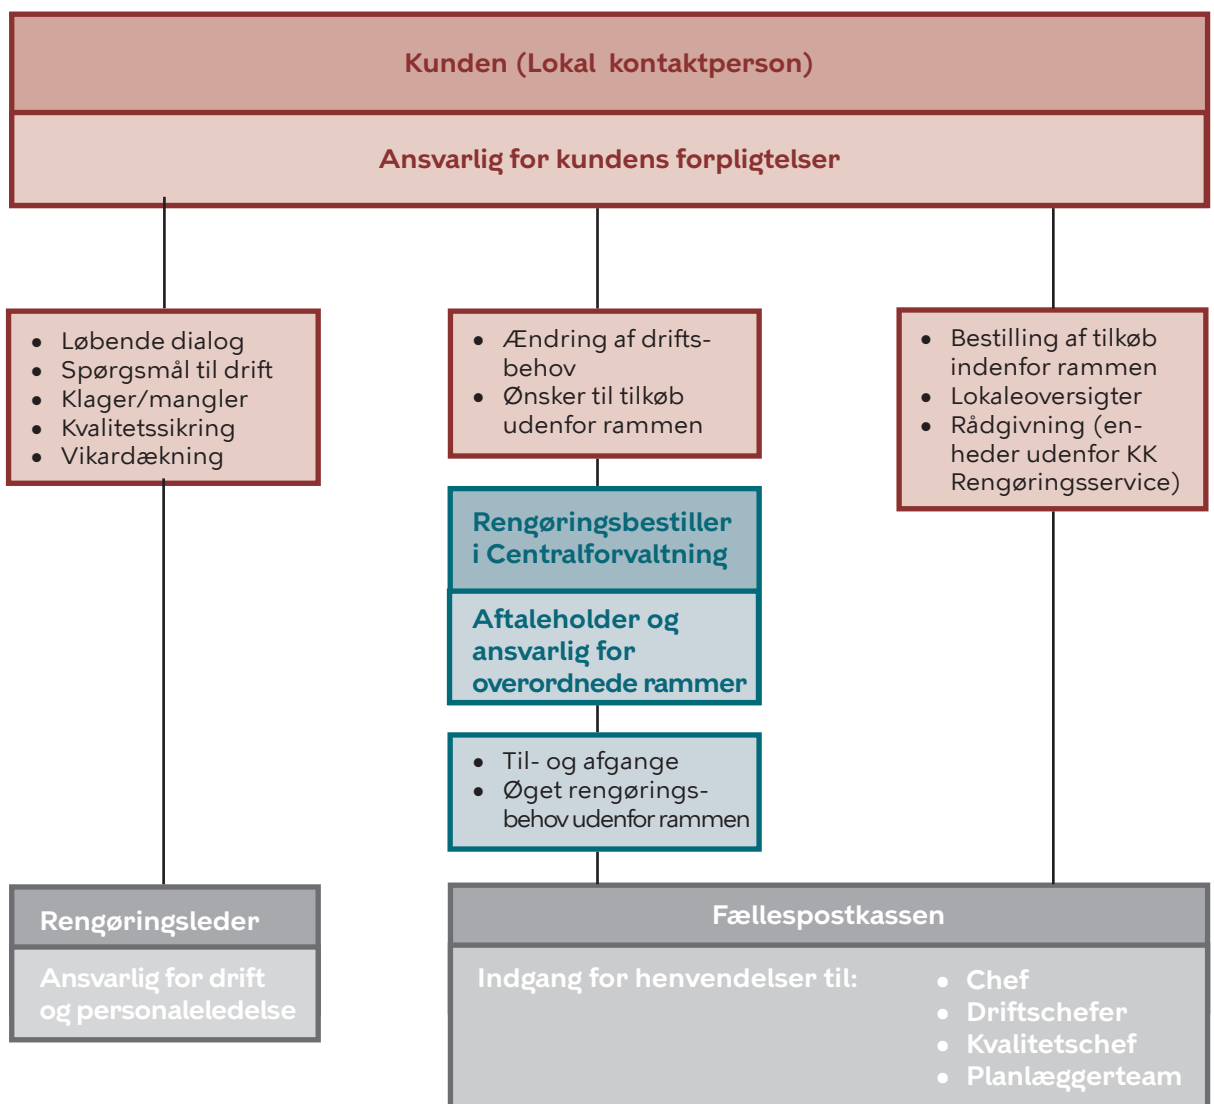 Kunden (Lokal kontaktperson)
Ansvarlig for kundens forpligtelser
• Løbende dialog
• Spørgsmål til drift
• Klager/mangler
• Kvalitetssikring
• Vikardækning
• Ændring af drifts-
behov
• Ønsker til tilkøb
udenfor rammen
• Bestilling af tilkøb
indenfor rammen
• Lokaleoversigter
• Rådgivning (en-
heder udenfor KK
Rengøringsservice)
Rengøringsbestiller
i Centralforvaltning
Aftaleholder og
ansvarlig for
overordnede rammer
• Til- og afgange
• Øget rengørings-
behov udenfor rammen
Rengøringsleder
Ansvarlig for drift
og personaleledelse
Fællespostkassen
Indgang for henvendelser til:
• Chef
• Driftschefer
• Kvalitetschef
• Planlæggerteam